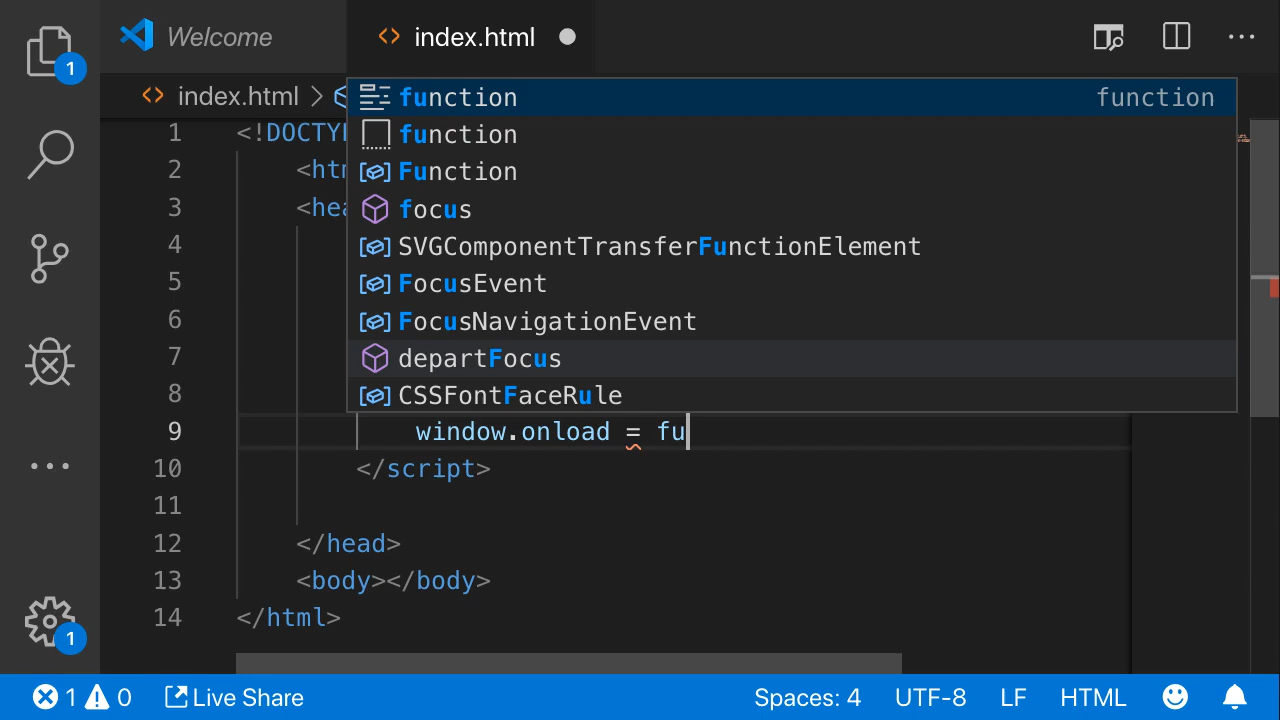 1
Welcome
index.html
index.html
function function
function
Function
focus
SVGComponentTransferFunctionElement
FocusEvent
FocusNavigationEvent
departFocus
CSSFontFaceRule
1 <!DOCTYP
2 <htm
3 <hea
4
5
6
7
8
9 window.onload = fu
10 </script>
11
12 </head>
13 <body></body>
14 </html>
1
1 0 Live Share Spaces: 4 UTF-8 LF HTML